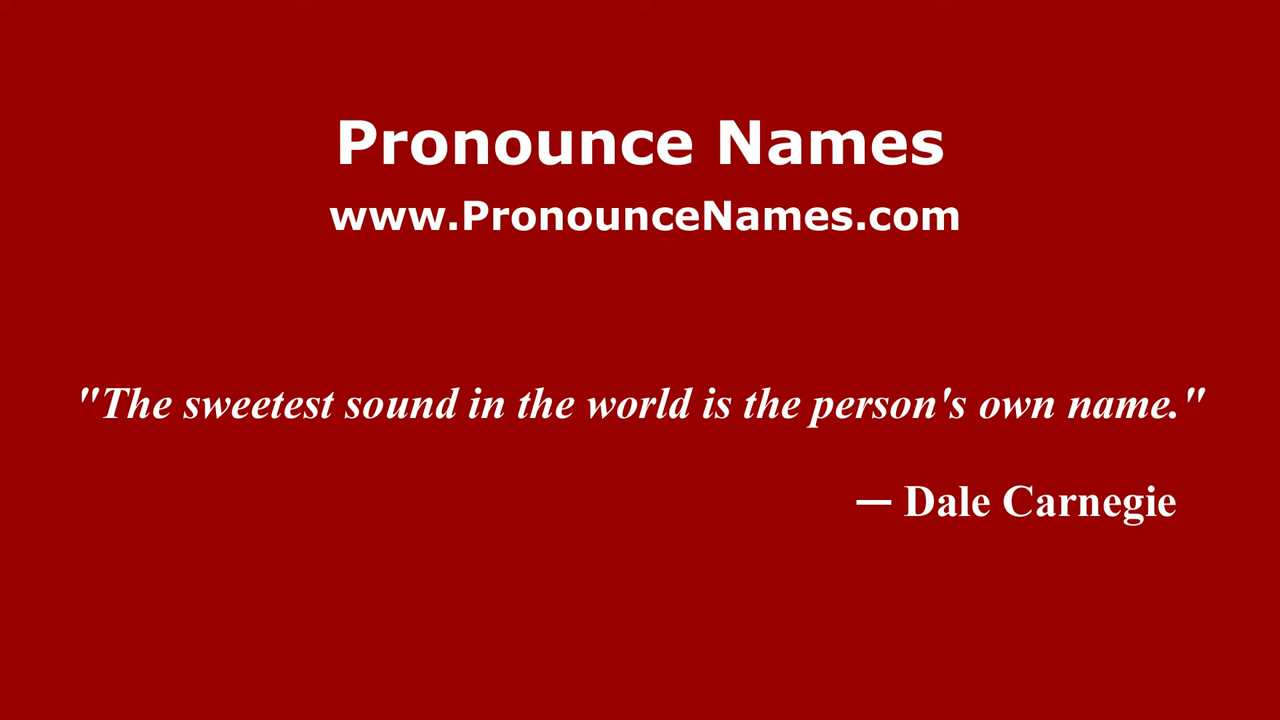 Pronounce Names
www.PronounceNames.com
"The sweetest sound in the world is the person's own name."
— Dale Carnegie